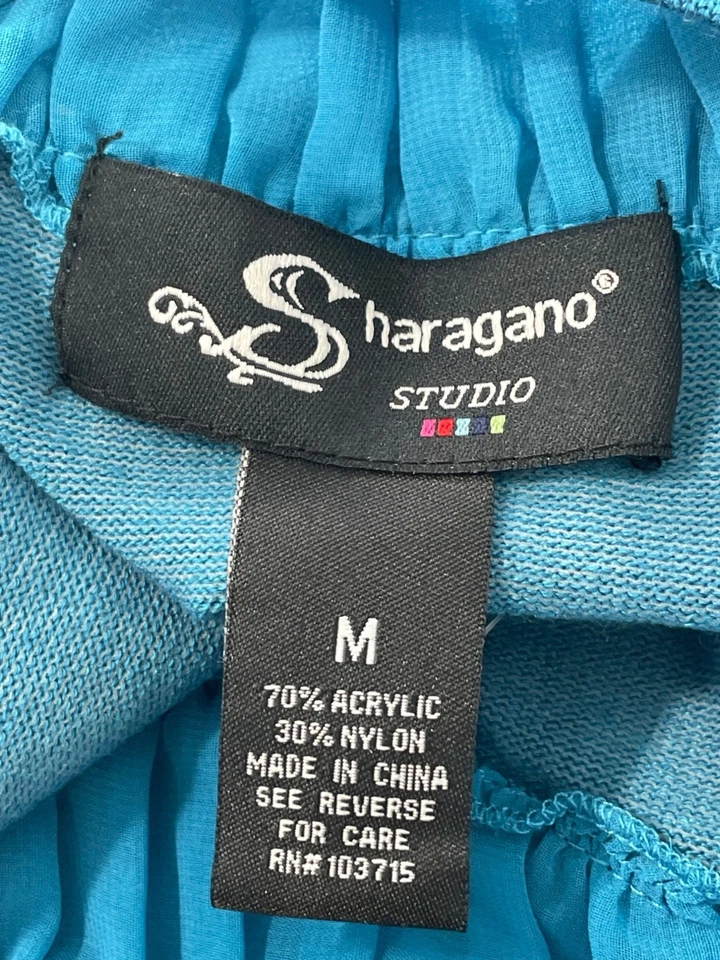 Sharagano®
STUDIO
M
70% ACRYLIC
30% NYLON
MADE IN CHINA
SEE REVERSE
FOR CARE
RN# 103715